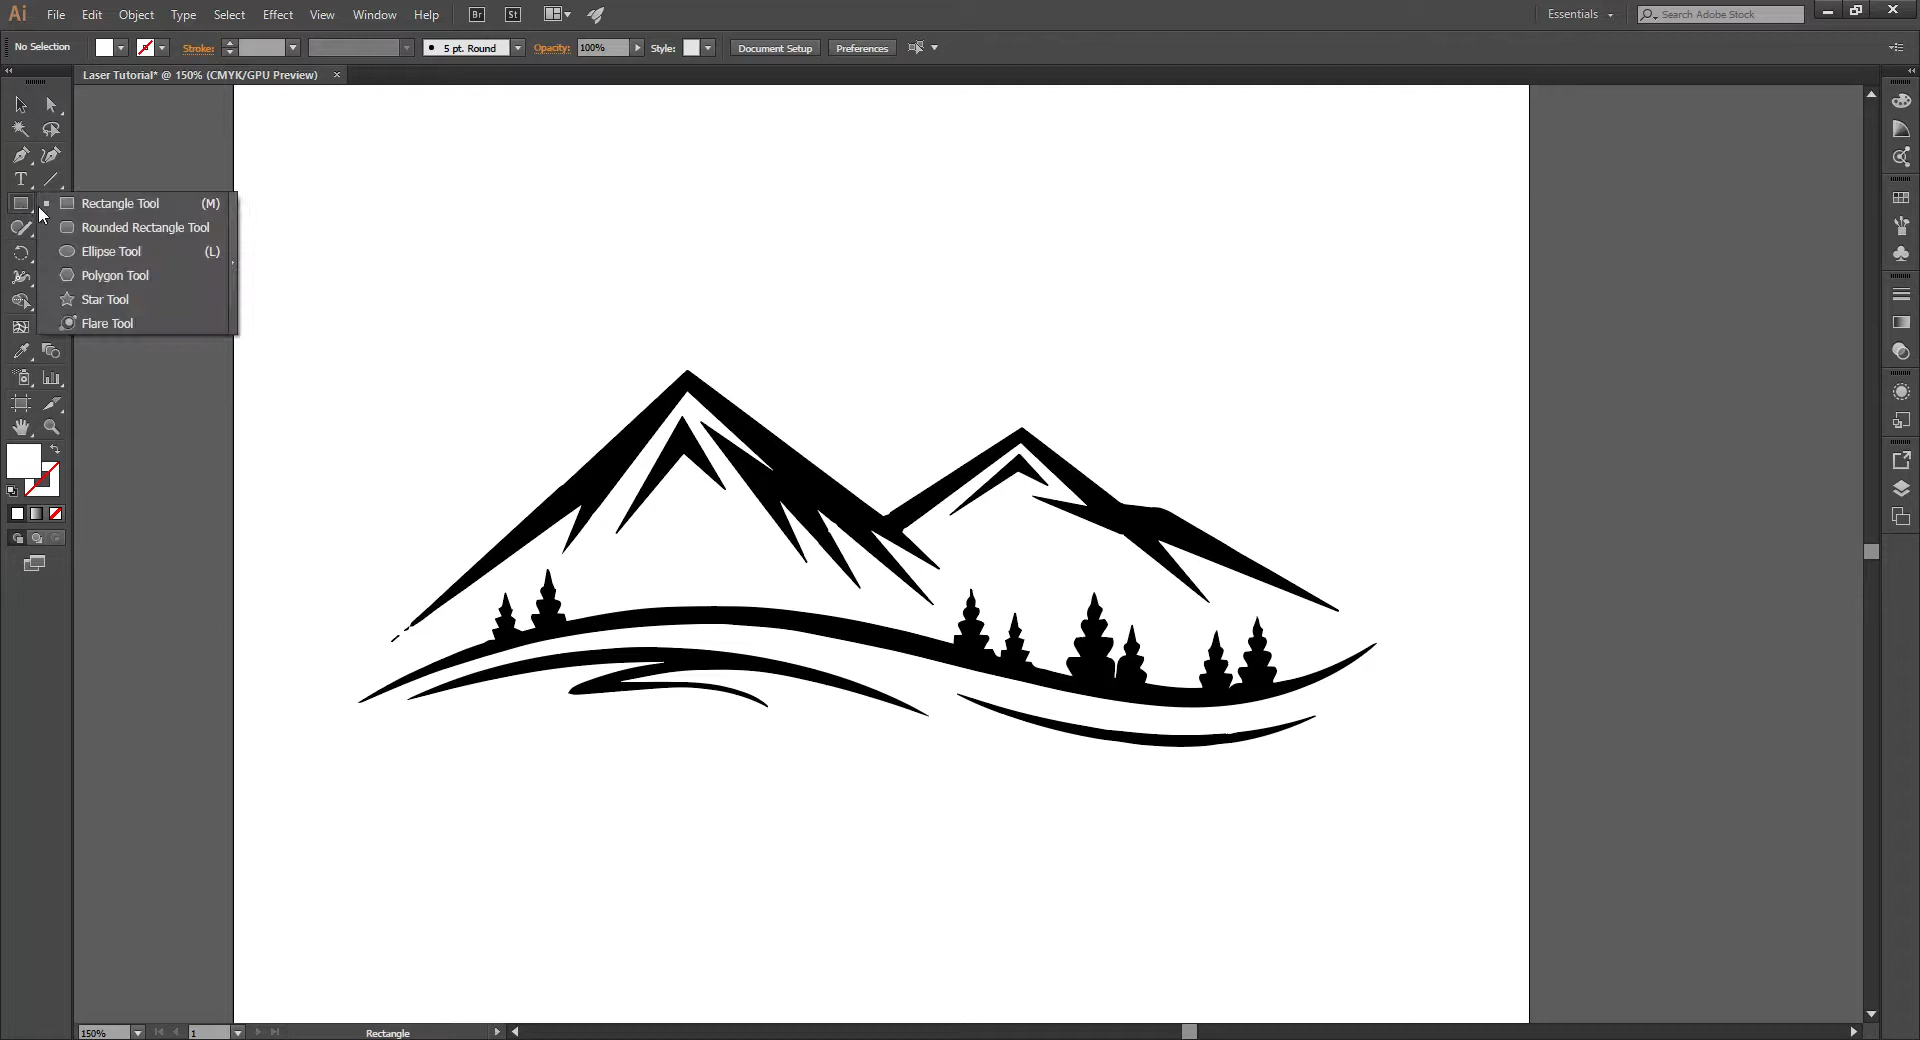 Ai File Edit Object Type Select Effect View Window Help Br St Essentials Search Adobe Stock
No Selection Stroke: 5 pt. Round Opacity: 100% Style: Document Setup Preferences
Laser Tutorial* @ 150% (CMYK/GPU Preview)
T
Rectangle Tool (M)
Rounded Rectangle Tool
Ellipse Tool (L)
Polygon Tool
Star Tool
Flare Tool
150% 1 Rectangle